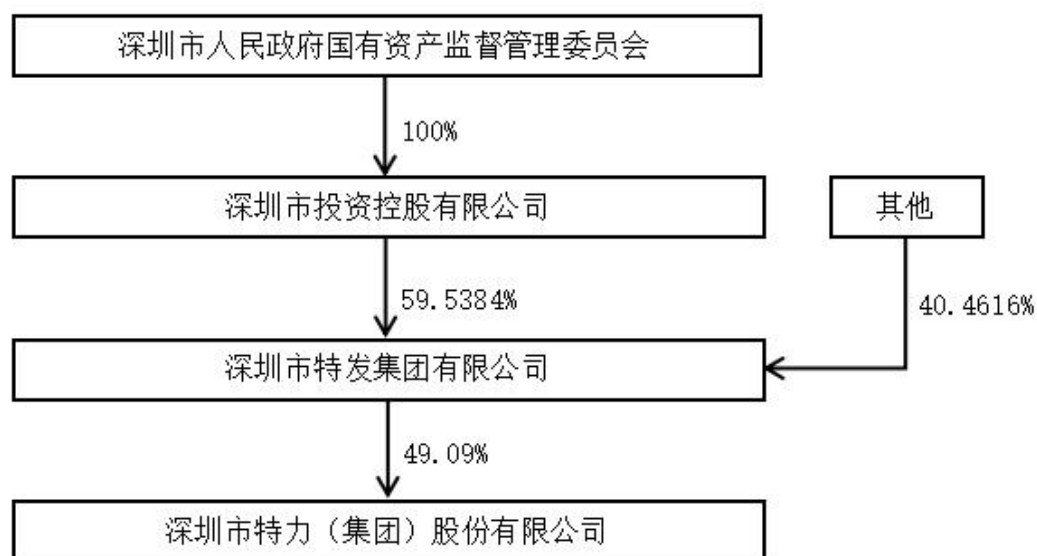 深圳市人民政府国有资产监督管理委员会
100%
深圳市投资控股有限公司
其他
59.5384%
40.4616%
深圳市特发集团有限公司
49.09%
深圳市特力（集团）股份有限公司